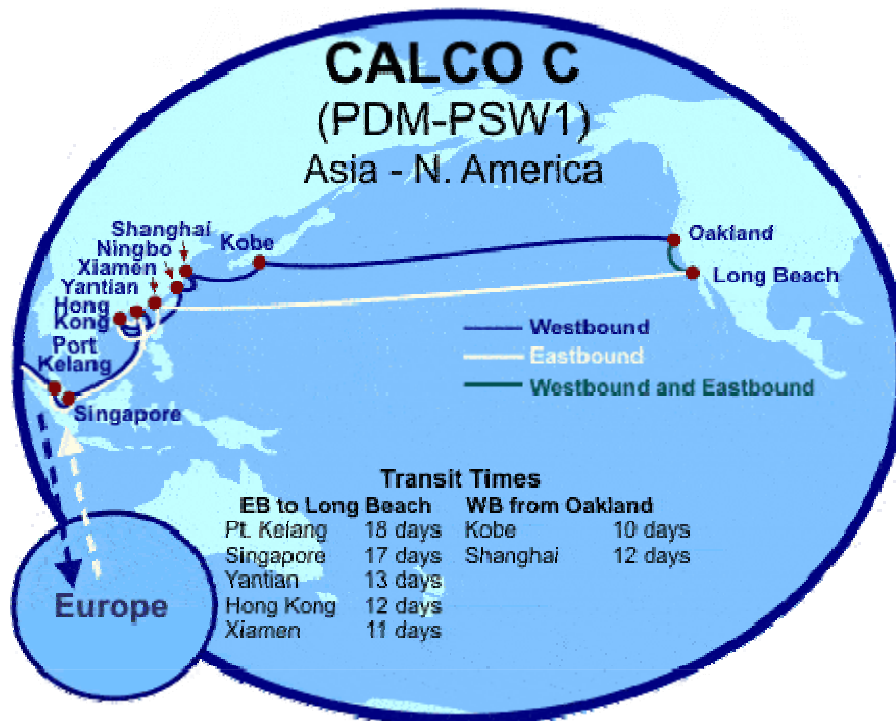 CALCO C
(PDM-PSW1)
Asia - N. America
Shanghai
Ningbo
Xiamen
Yantian
Hong
Kong
Port
Kelang
Singapore
Kobe
Oakland
Long Beach
Westbound
Eastbound
Westbound and Eastbound
Transit Times
EB to Long Beach WB from Oakland
Pt. Kelang 18 days Kobe 10 days
Singapore 17 days Shanghai 12 days
Yantian 13 days
Hong Kong 12 days
Xiamen 11 days
Europe